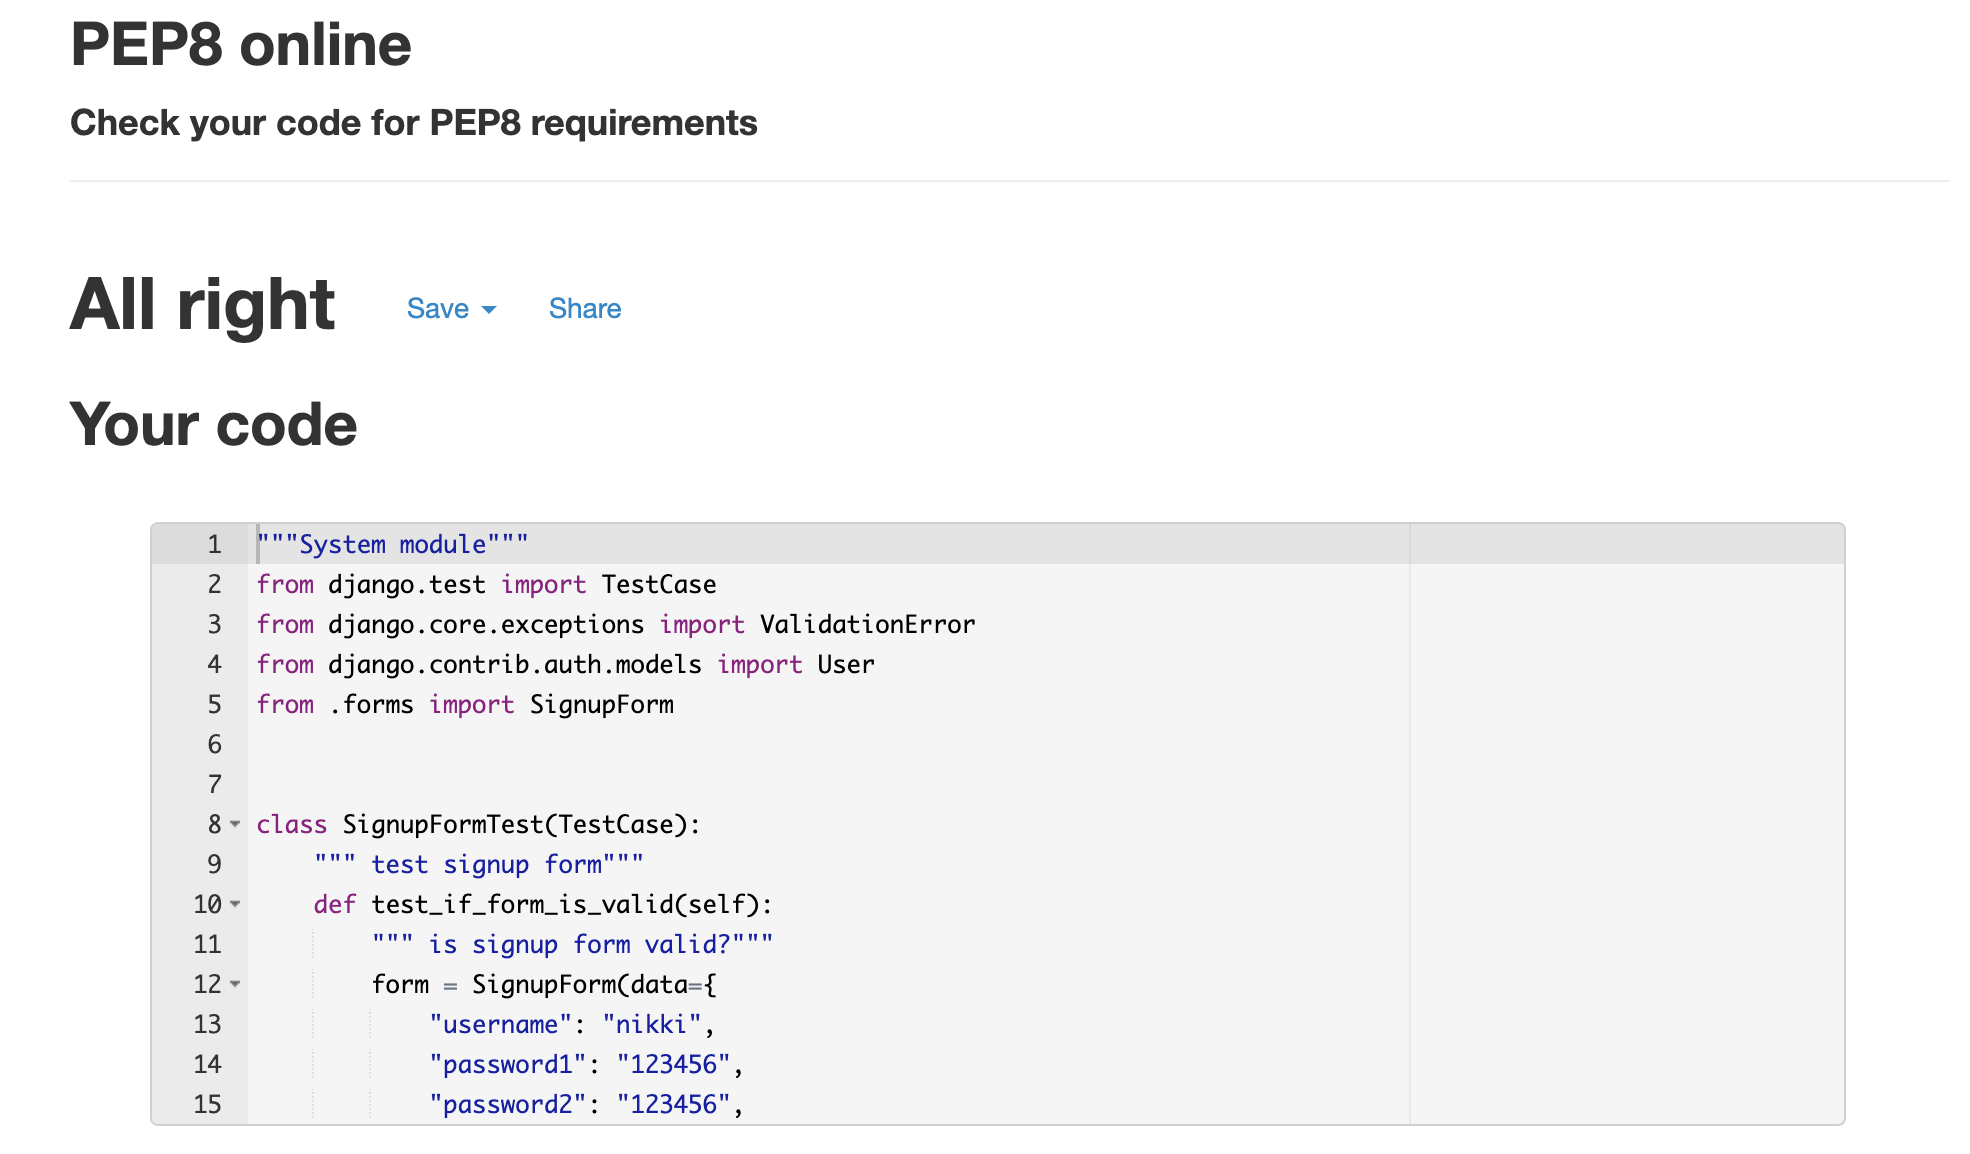 PEP8 online
Check your code for PEP8 requirements
All right Save Share
Your code
1 """System module"""
2 from django.test import TestCase
3 from django.core.exceptions import ValidationError
4 from django.contrib.auth.models import User
5 from .forms import SignupForm
6
7
8 class SignupFormTest(TestCase):
9     """ test signup form"""
10     def test_if_form_is_valid(self):
11         """ is signup form valid?"""
12         form = SignupForm(data={
13             "username": "nikki",
14             "password1": "123456",
15             "password2": "123456",